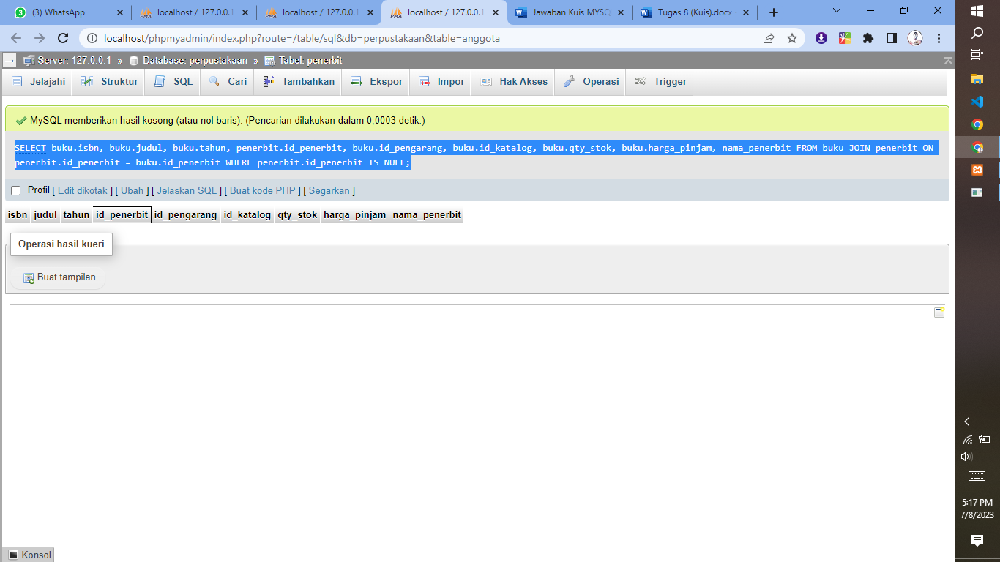 (3) WhatsApp
localhost / 127.0.0.1
localhost / 127.0.0.1
localhost / 127.0.0.1
Jawaban Kuis MYSQ
Tugas 8 (Kuis).docx
localhost/phpmyadmin/index.php?route=/table/sql&db=perpustakaan&table=anggota
Server: 127.0.0.1 » Database: perpustakaan » Tabel: penerbit
Jelajahi Struktur SQL Cari Tambahkan Ekspor Impor Hak Akses Operasi Trigger
MySQL memberikan hasil kosong (atau nol baris). (Pencarian dilakukan dalam 0,0003 detik.)
SELECT buku.isbn, buku.judul, buku.tahun, penerbit.id_penerbit, buku.id_pengarang, buku.id_katalog, buku.qty_stok, buku.harga_pinjam, nama_penerbit FROM buku JOIN penerbit ON
penerbit.id_penerbit = buku.id_penerbit WHERE penerbit.id_penerbit IS NULL;
Profil [ Edit dikotak ] [ Ubah ] [ Jelaskan SQL ] [ Buat kode PHP ] [ Segarkan ]
isbn judul tahun id_penerbit id_pengarang id_katalog qty_stok harga_pinjam nama_penerbit
Operasi hasil kueri
Buat tampilan
Konsol
5:17 PM
7/8/2023